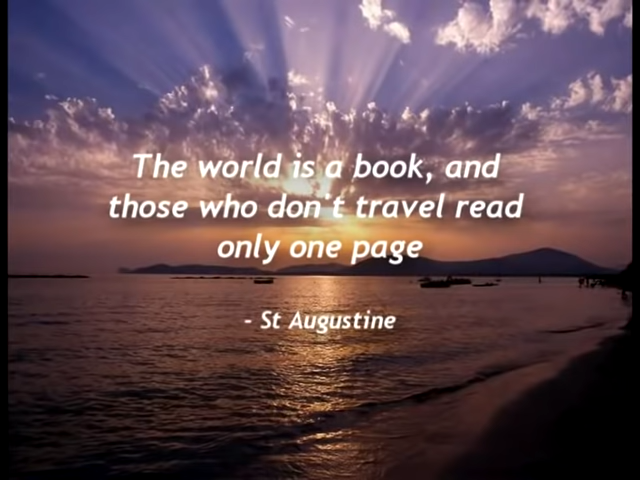 The world is a book, and
those who don't travel read
only one page
- St Augustine